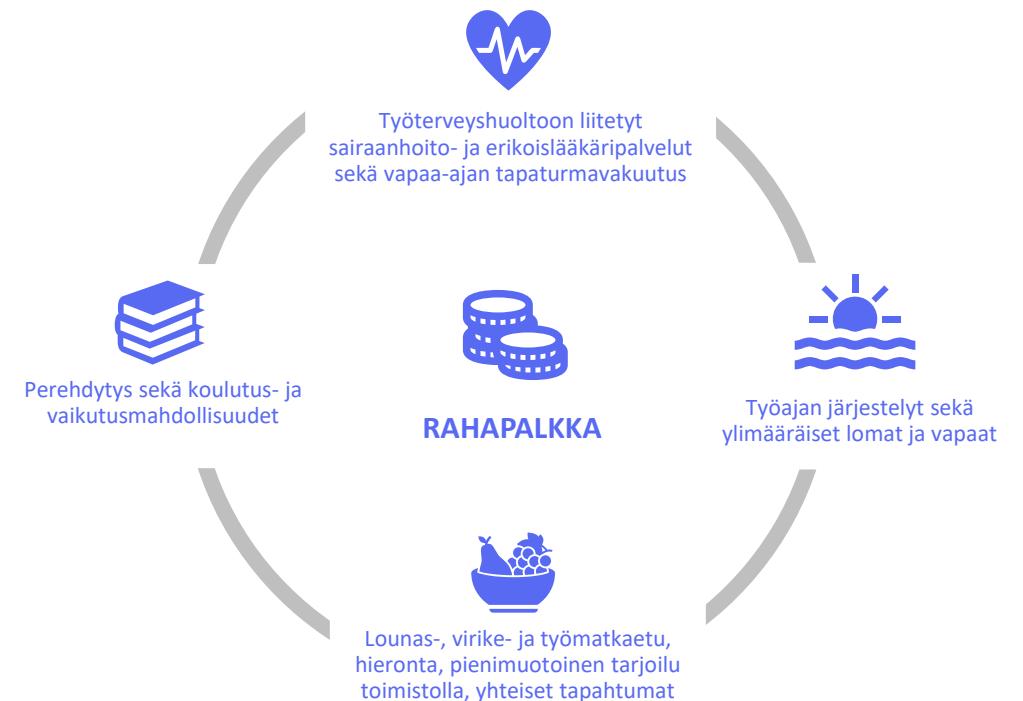 Työterveyshuoltoon liitetyt
sairaanhoito- ja erikoislääkäripalvelut
sekä vapaa-ajan tapaturmavakuutus
Perehdytys sekä koulutus- ja
vaikutusmahdollisuudet
RAHAPALKKA
Työajan järjestelyt sekä
ylimääräiset lomat ja vapaat
Lounas-, virike- ja työmatkaetu,
hieronta, pienimuotoinen tarjoilu
toimistolla, yhteiset tapahtumat